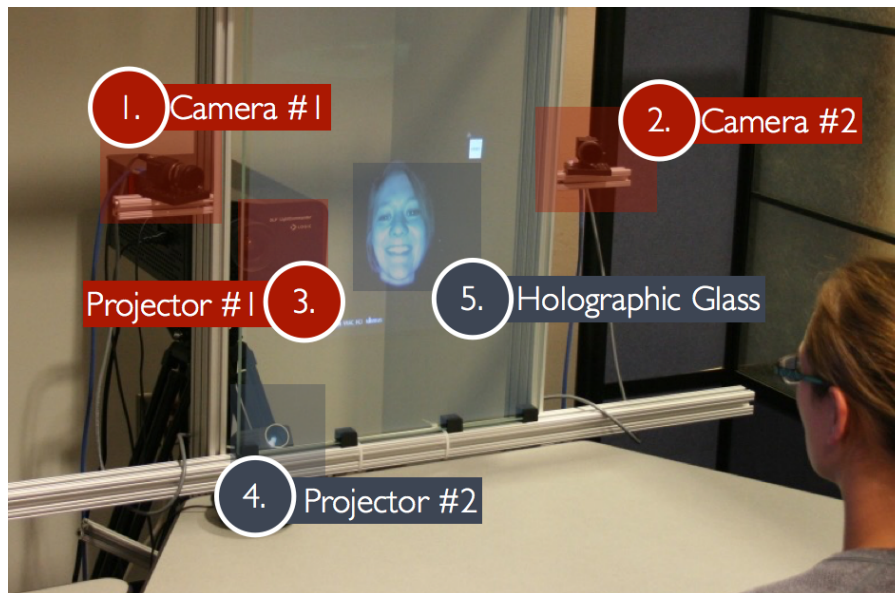 1. Camera #1
2. Camera #2
Projector #1 3.
5. Holographic Glass
4. Projector #2